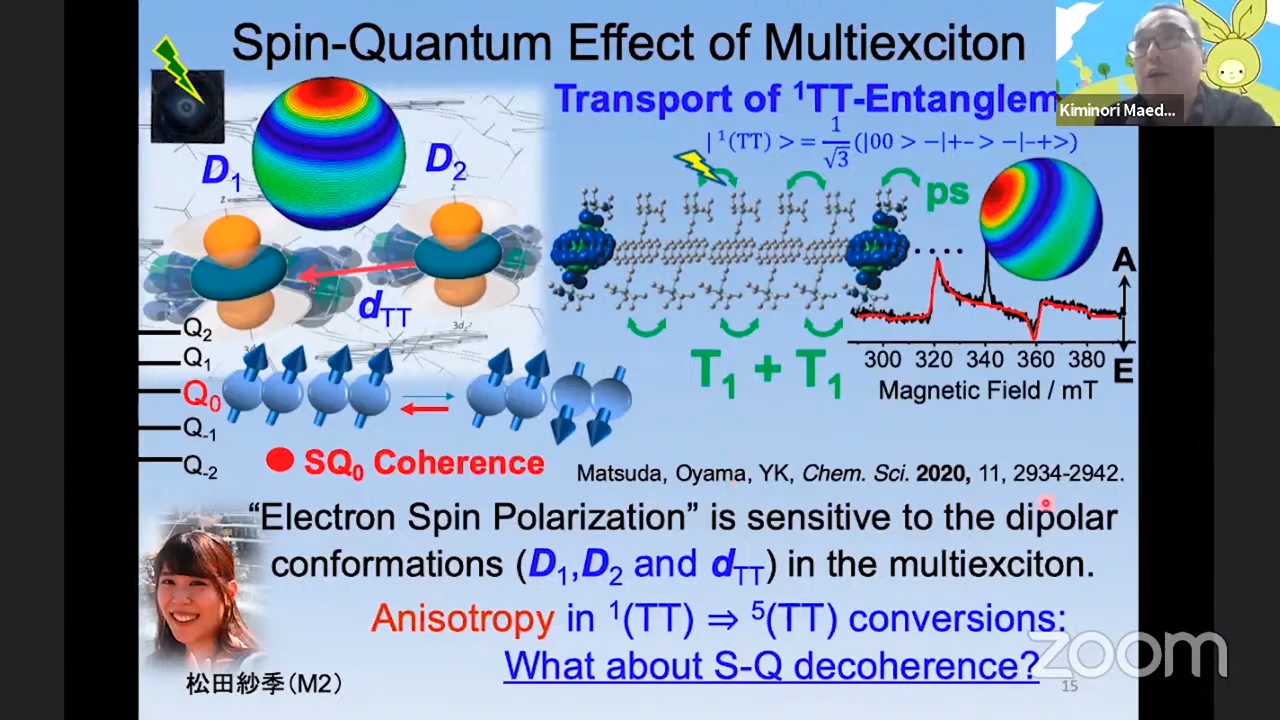 Spin-Quantum Effect of Multiexciton
Kiminori Maed...
Transport of ¹TT-Entanglem
|¹(TT) > = 1/√3 (|00 > −|+−> −|−+>)
D₁
D₂
z
z
ps
.....
dTT
3d
A
E
T₁ + T₁
300 320 340 360 380
Magnetic Field / mT
Q₂
Q₁
Q₀
Q₋₁
Q₋₂
SQ₀ Coherence
Matsuda, Oyama, YK, Chem. Sci. 2020, 11, 2934-2942.
“Electron Spin Polarization” is sensitive to the dipolar
conformations (D₁,D₂ and dTT) in the multiexciton.
Anisotropy in ¹(TT) ⇒ ⁵(TT) conversions:
What about S-Q decoherence?
松田紗季(M2)
15
zoom